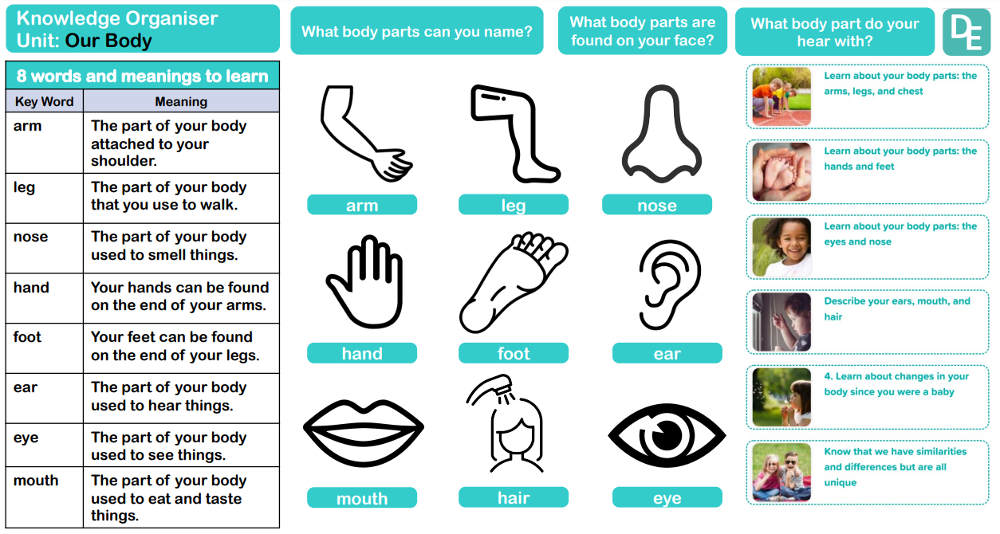 Knowledge Organiser
Unit: Our Body
What body parts can you name?
What body parts are
found on your face?
What body part do your
hear with?
DE
8 words and meanings to learn
Key Word
Meaning
arm
The part of your body
attached to your
shoulder.
leg
The part of your body
that you use to walk.
nose
The part of your body
used to smell things.
hand
Your hands can be found
on the end of your arms.
foot
Your feet can be found
on the end of your legs.
ear
The part of your body
used to hear things.
eye
The part of your body
used to see things.
mouth
The part of your body
used to eat and taste
things.
arm
leg
nose
hand
foot
ear
mouth
hair
eye
Learn about your body parts: the
arms, legs, and chest
Learn about your body parts: the
hands and feet
Learn about your body parts: the
eyes and nose
Describe your ears, mouth, and
hair
4. Learn about changes in your
body since you were a baby
Know that we have similarities
and differences but are all
unique